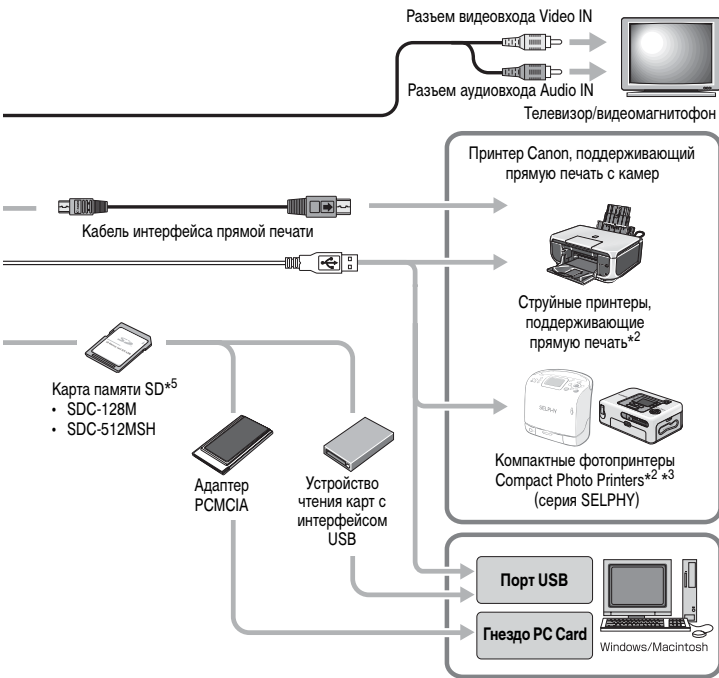 Разъем видеовхода Video IN
Разъем аудиовхода Audio IN
Телевизор/видеомагнитофон
Принтер Canon, поддерживающий
прямую печать с камер
Кабель интерфейса прямой печати
Струйные принтеры,
поддерживающие
прямую печать*2
Карта памяти SD*5
• SDC-128M
• SDC-512MSH
SELPHY
Компактные фотопринтеры
Compact Photo Printers*2 *3
(серия SELPHY)
Адаптер
PCMCIA
Устройство
чтения карт с
интерфейсом
USB
Порт USB
Гнездо PC Card
Windows/Macintosh